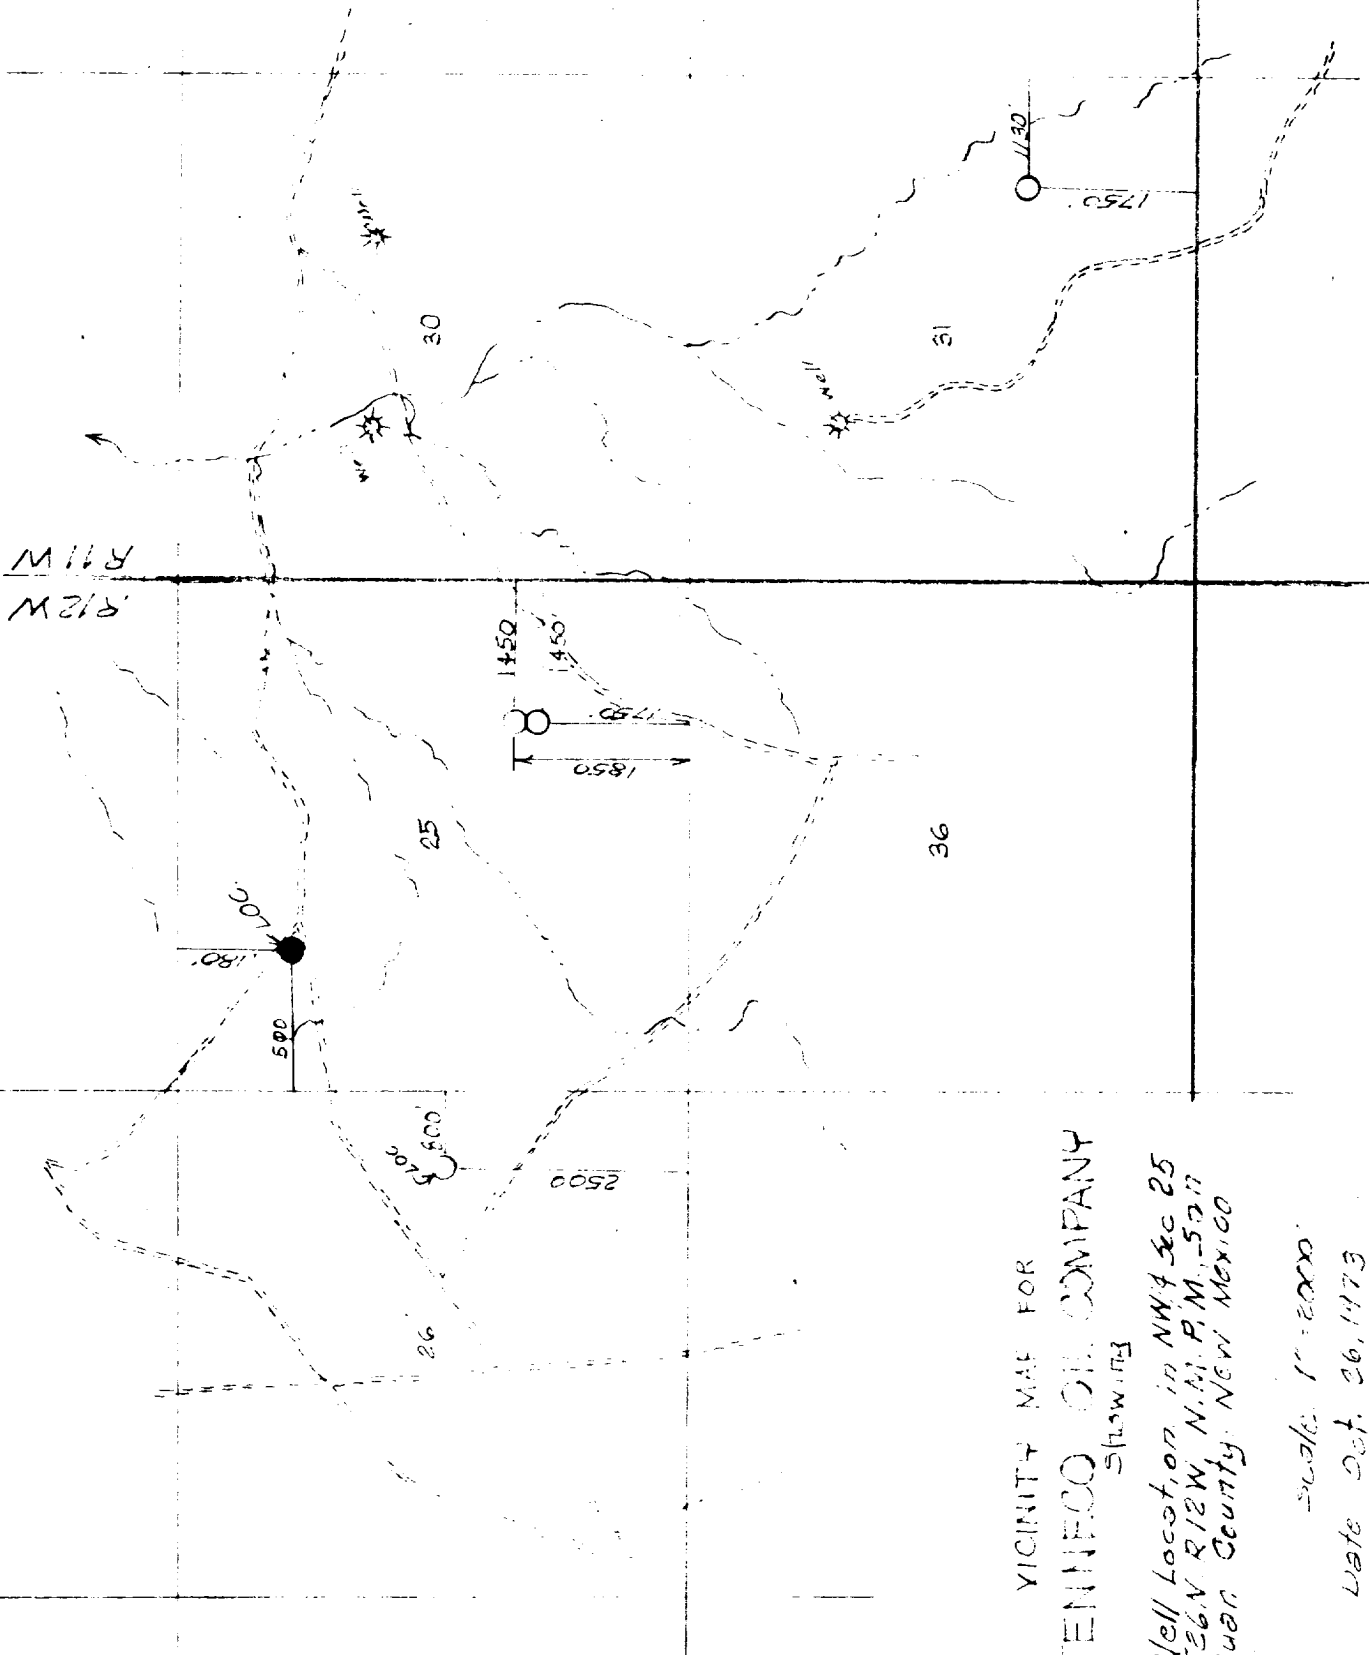 R11W
R12W
30
31
25
36
26
Well
Well
1130'
1750'
1450
1450'
1750'
1850
LOC.
1180'
500
LOC
800'
2500
VICINITY MAP FOR
TENNECO OIL COMPANY
Showing
Well Location in NW/4 Sec 25
T26N R12W, N.M.P.M., San
Juan County, New Mexico
Scale 1"=2000'
Date Oct. 26, 1973